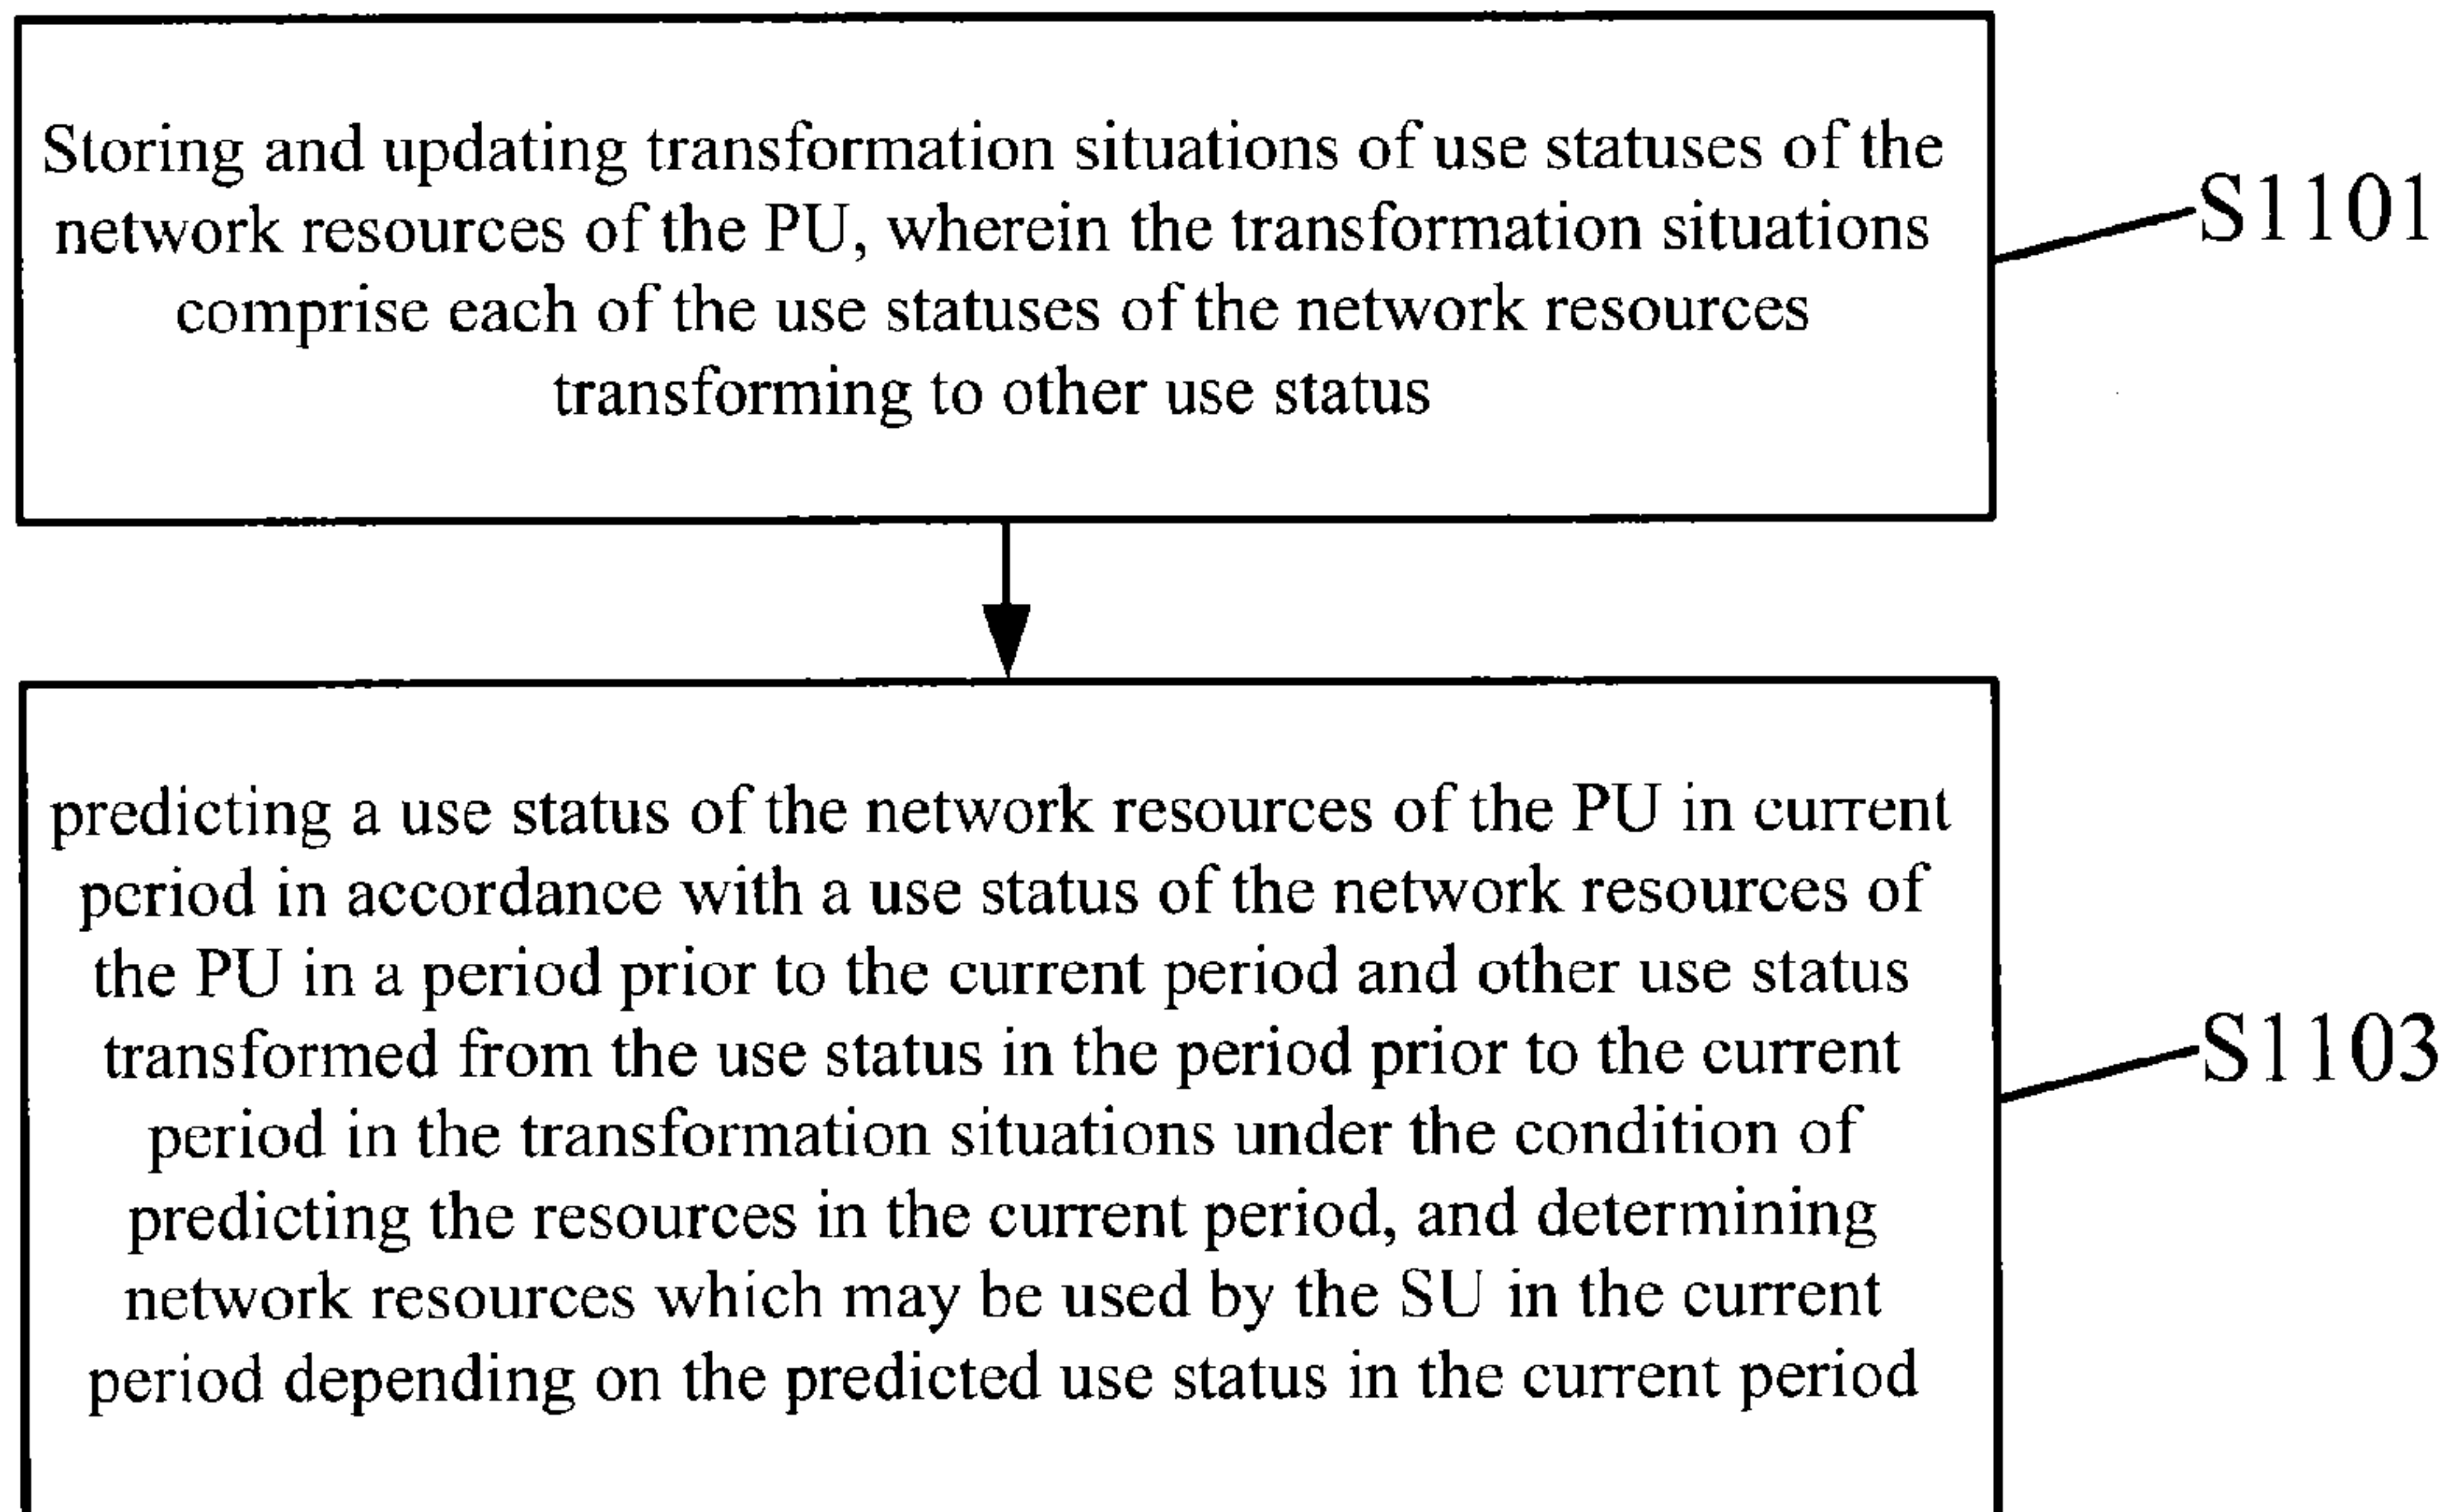 Storing and updating transformation situations of use statuses of the
network resources of the PU, wherein the transformation situations
comprise each of the use statuses of the network resources
transforming to other use status
S1101
predicting a use status of the network resources of the PU in current
period in accordance with a use status of the network resources of
the PU in a period prior to the current period and other use status
transformed from the use status in the period prior to the current
period in the transformation situations under the condition of
predicting the resources in the current period, and determining
network resources which may be used by the SU in the current
period depending on the predicted use status in the current period
S1103